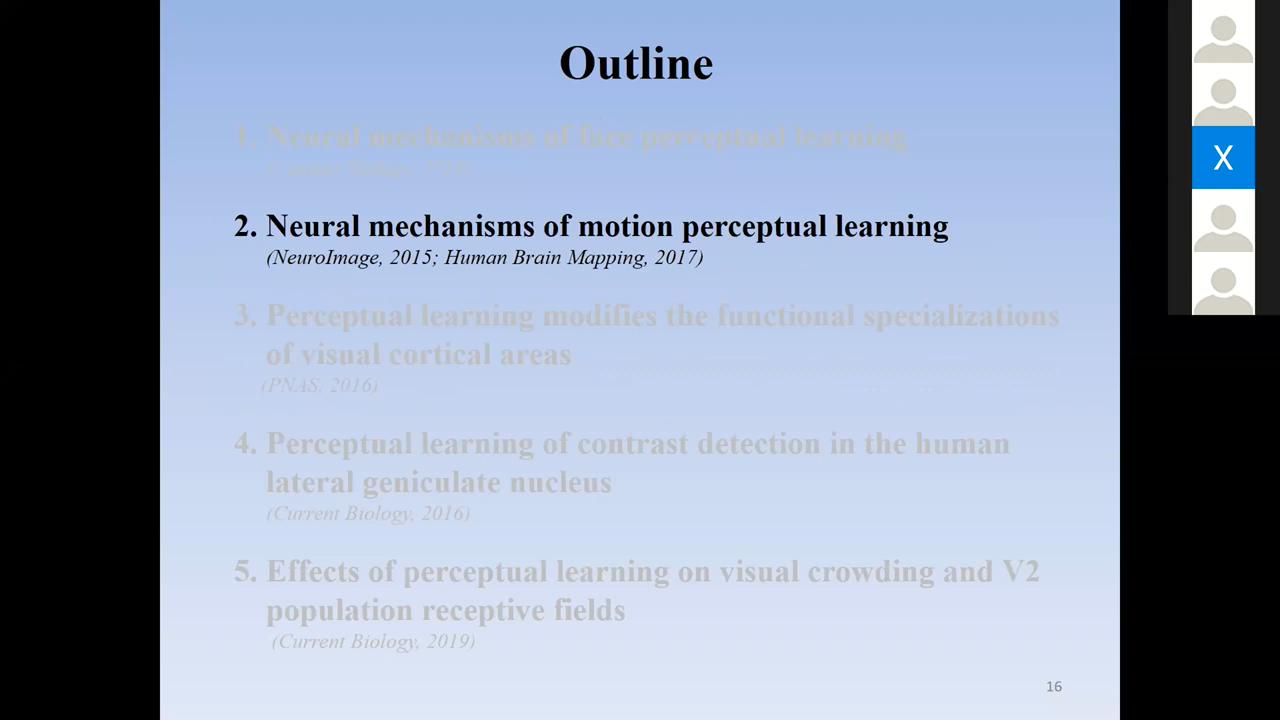 Outline
1. Neural mechanisms of face perceptual learning
2. Neural mechanisms of motion perceptual learning
(NeuroImage, 2015; Human Brain Mapping, 2017)
3. Perceptual learning modifies the functional specializations
of visual cortical areas
(PNAS, 2016)
4. Perceptual learning of contrast detection in the human
lateral geniculate nucleus
(Current Biology, 2016)
5. Effects of perceptual learning on visual crowding and V2
population receptive fields
(Current Biology, 2019)
16
X